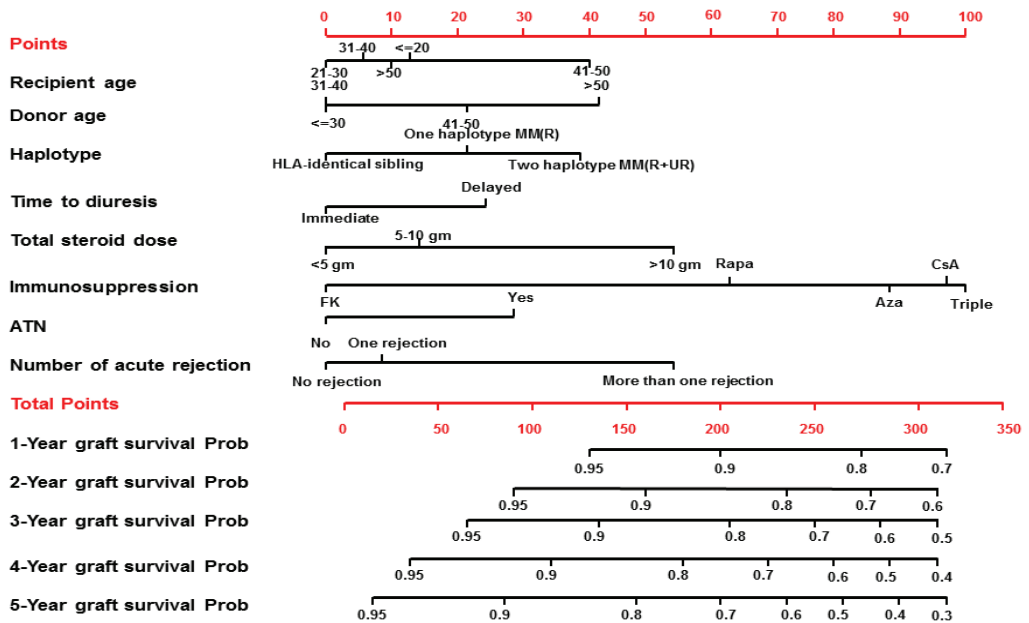 0 10 20 30 40 50 60 70 80 90 100
Points
31-40 <=20
21-30 >50 41-50
Recipient age
31-40 >50
Donor age
<=30 41-50
One haplotype MM(R)
Haplotype
HLA-identical sibling Two haplotype MM(R+UR)
Delayed
Time to diuresis
Immediate
5-10 gm
Total steroid dose
<5 gm >10 gm
Rapa CsA
Immunosuppression
FK Aza Triple
Yes
ATN
No One rejection
Number of acute rejection
No rejection More than one rejection
Total Points
0 50 100 150 200 250 300 350
1-Year graft survival Prob
0.95 0.9 0.8 0.7
2-Year graft survival Prob
0.95 0.9 0.8 0.7 0.6
3-Year graft survival Prob
0.95 0.9 0.8 0.7 0.6 0.5
4-Year graft survival Prob
0.95 0.9 0.8 0.7 0.6 0.5 0.4
5-Year graft survival Prob
0.95 0.9 0.8 0.7 0.6 0.5 0.4 0.3